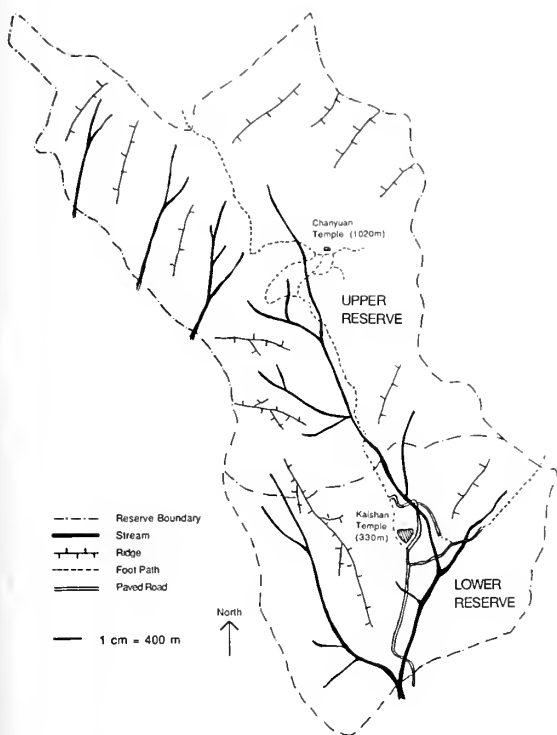 Chanyuan
Temple (1020m)
UPPER
RESERVE
Kaishan
Temple
(330m)
LOWER
RESERVE
Reserve Boundary
Stream
Ridge
Foot Path
Paved Road
1 cm = 400 m
North